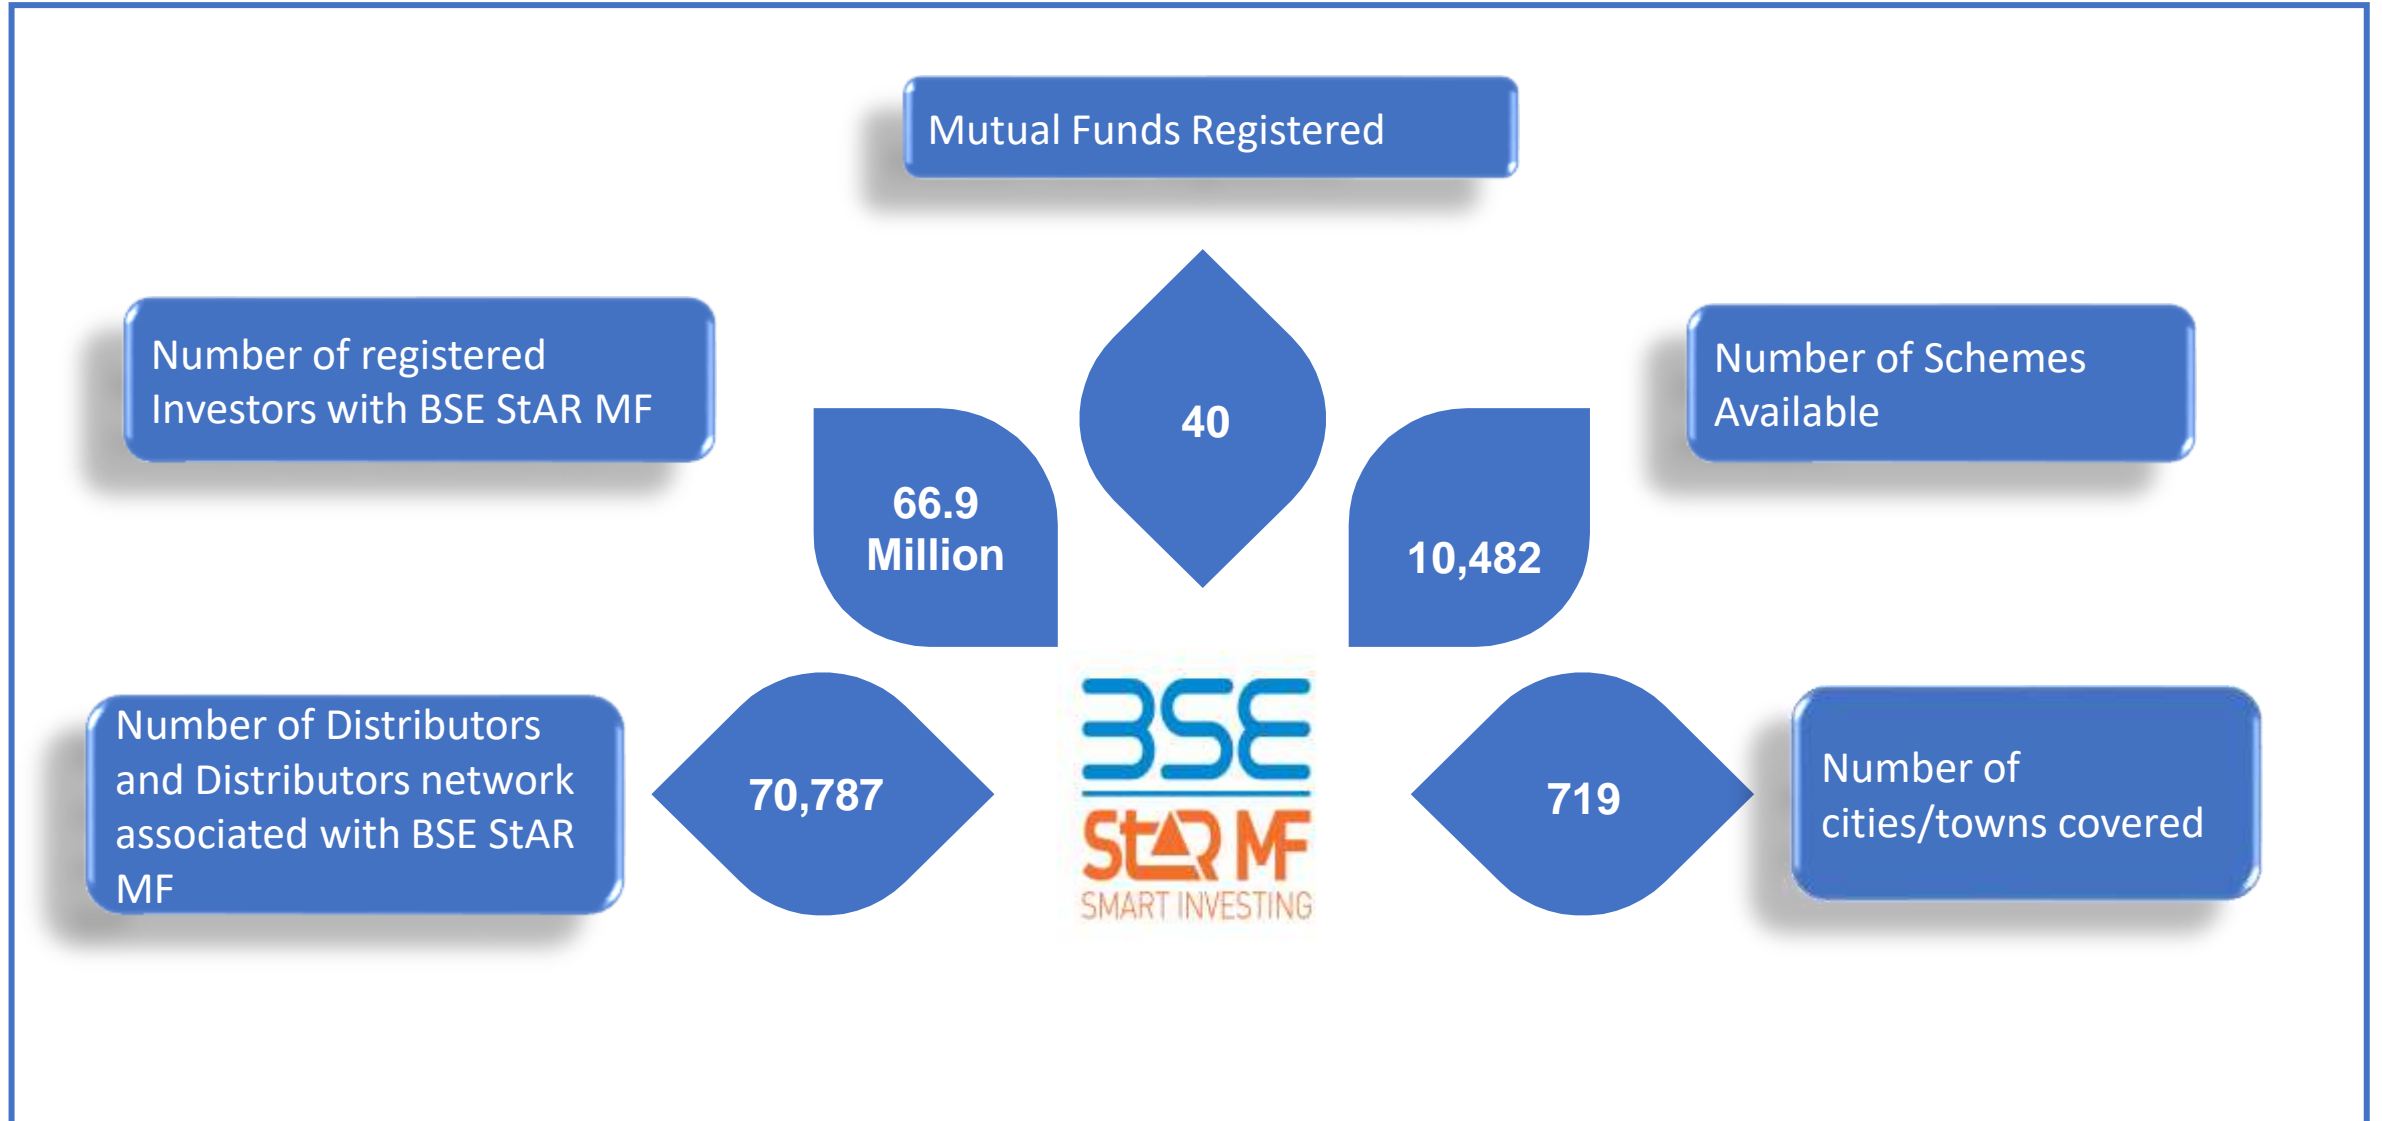 Mutual Funds Registered
40
Number of registered
Investors with BSE StAR MF
66.9
Million
Number of Schemes
Available
10,482
Number of Distributors
and Distributors network
associated with BSE StAR
MF
70,787
BSE
StAR MF
SMART INVESTING
719
Number of
cities/towns covered